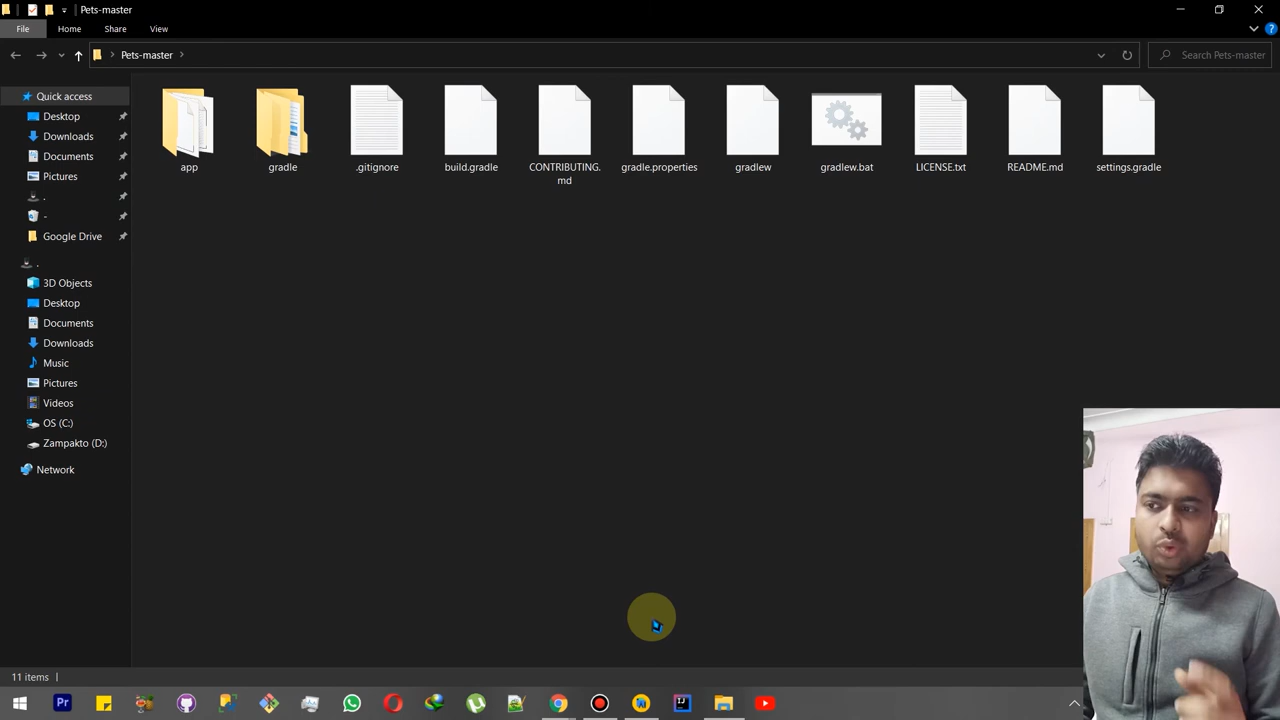 Pets-master
File
Home
Share
View
Pets-master
Search Pets-master
Quick access
Desktop
Downloads
Documents
Pictures
.
-
Google Drive
.
3D Objects
Desktop
Documents
Downloads
Music
Pictures
Videos
OS (C:)
Zampakto (D:)
Network
app
gradle
.gitignore
build.gradle
CONTRIBUTING.
md
gradle.properties
gradlew
gradlew.bat
LICENSE.txt
README.md
settings.gradle
11 items
Pr